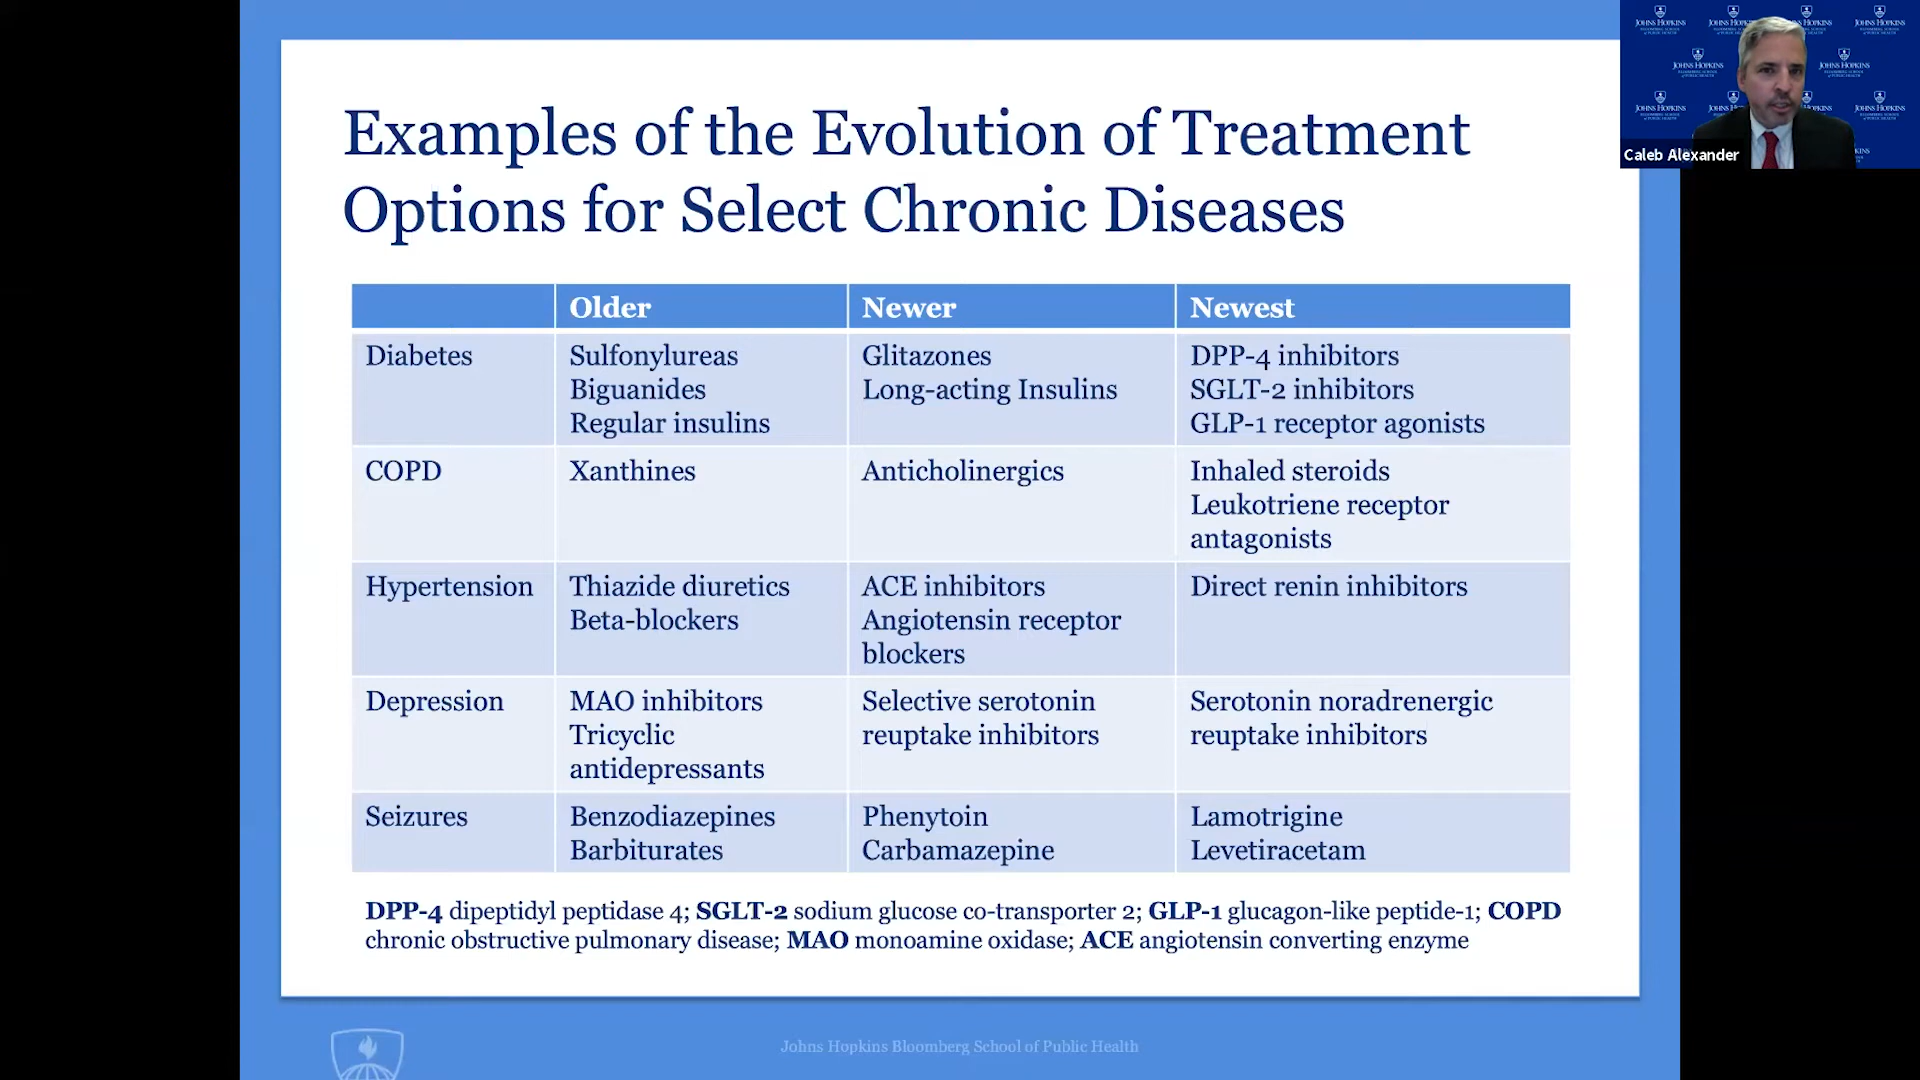 Examples of the Evolution of Treatment
Options for Select Chronic Diseases
Older Newer Newest
Diabetes
Sulfonylureas
Biguanides
Regular insulins
Glitazones
Long-acting Insulins
DPP-4 inhibitors
SGLT-2 inhibitors
GLP-1 receptor agonists
COPD
Xanthines
Anticholinergics
Inhaled steroids
Leukotriene receptor
antagonists
Hypertension
Thiazide diuretics
Beta-blockers
ACE inhibitors
Angiotensin receptor
blockers
Direct renin inhibitors
Depression
MAO inhibitors
Tricyclic
antidepressants
Selective serotonin
reuptake inhibitors
Serotonin noradrenergic
reuptake inhibitors
Seizures
Benzodiazepines
Barbiturates
Phenytoin
Carbamazepine
Lamotrigine
Levetiracetam
DPP-4 dipeptidyl peptidase 4; SGLT-2 sodium glucose co-transporter 2; GLP-1 glucagon-like peptide-1; COPD
chronic obstructive pulmonary disease; MAO monoamine oxidase; ACE angiotensin converting enzyme
Johns Hopkins Bloomberg School of Public Health
Caleb Alexander
JOHNS HOPKINS